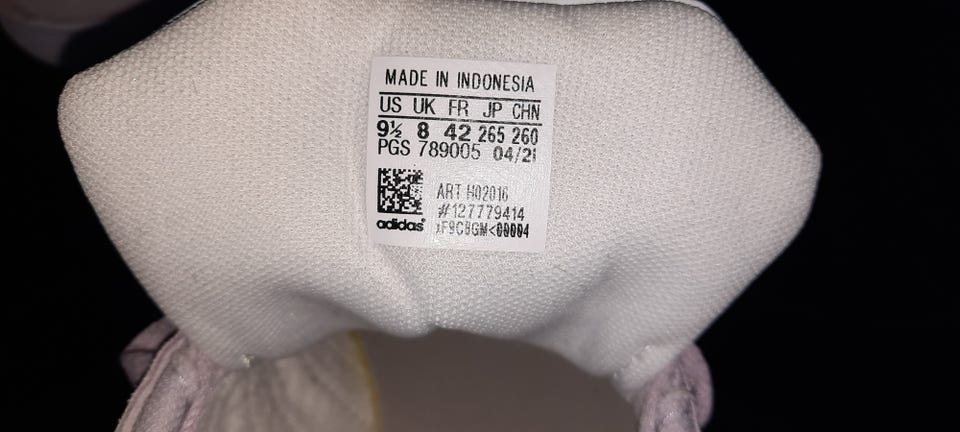 MADE IN INDONESIA
US UK FR JP CHN
9½ 8 42 265 260
PGS 789005 04/21
ART H02016
#127779414
adidas